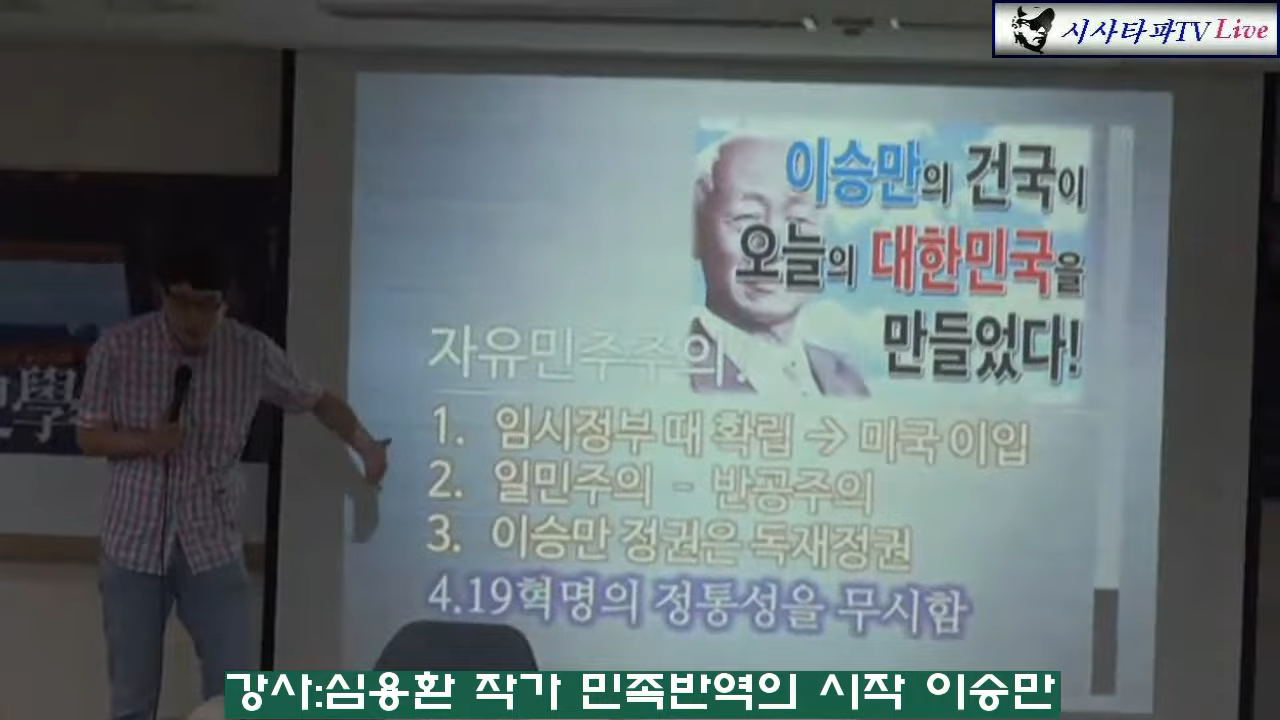 시사타파TV Live
이승만의 건국이
오늘의 대한민국을
만들었다!
자유민주주의?
1. 임시정부 때 확립 → 미국 이입
2. 일민주의 - 반공주의
3. 이승만 정권은 독재정권
4.19혁명의 정통성을 무시함
學
강사:심용환 작가 민족반역의 시작 이승만